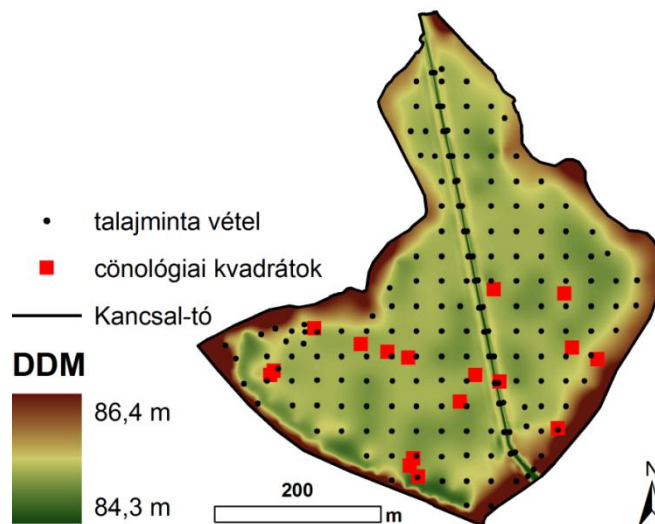 talajminta vétel
cönológiai kvadrátok
Kancsal-tó
DDM
86,4 m
84,3 m
200
m
N